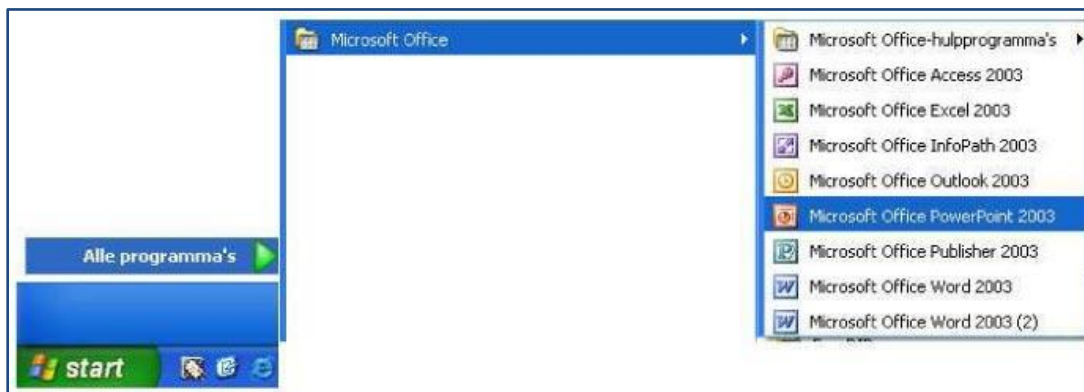 Microsoft Office
Microsoft Office-hulpprogramma's
Microsoft Office Access 2003
Microsoft Office Excel 2003
Microsoft Office InfoPath 2003
Microsoft Office Outlook 2003
Microsoft Office PowerPoint 2003
Microsoft Office Publisher 2003
Microsoft Office Word 2003
Microsoft Office Word 2003 (2)
Alle programma's
start